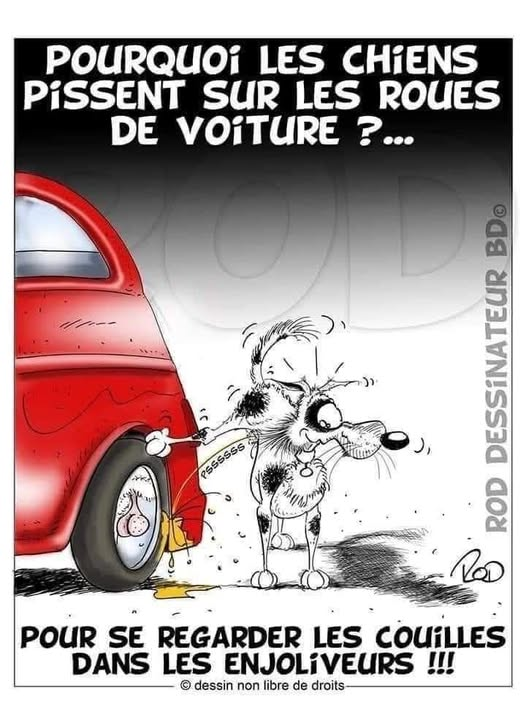 POURQUOi LES CHiENS
PiSSENT SUR LES ROUES
DE VOiTURE ?...
ROD
ROD DESSiNATEUR BD©
PSSSSSS
ROD
POUR SE REGARDER LES COUiLLES
DANS LES ENJOLiVEURS !!!
© dessin non libre de droits